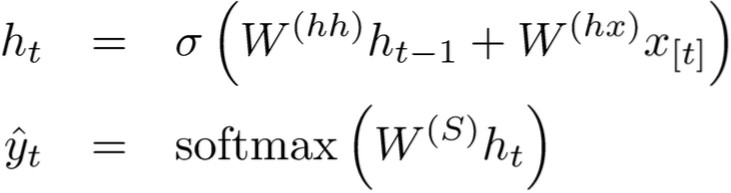 h_t = σ ( W^{(hh)} h_{t−1} + W^{(hx)} x_{[t]} )
ŷ_t = softmax ( W^{(S)} h_t )